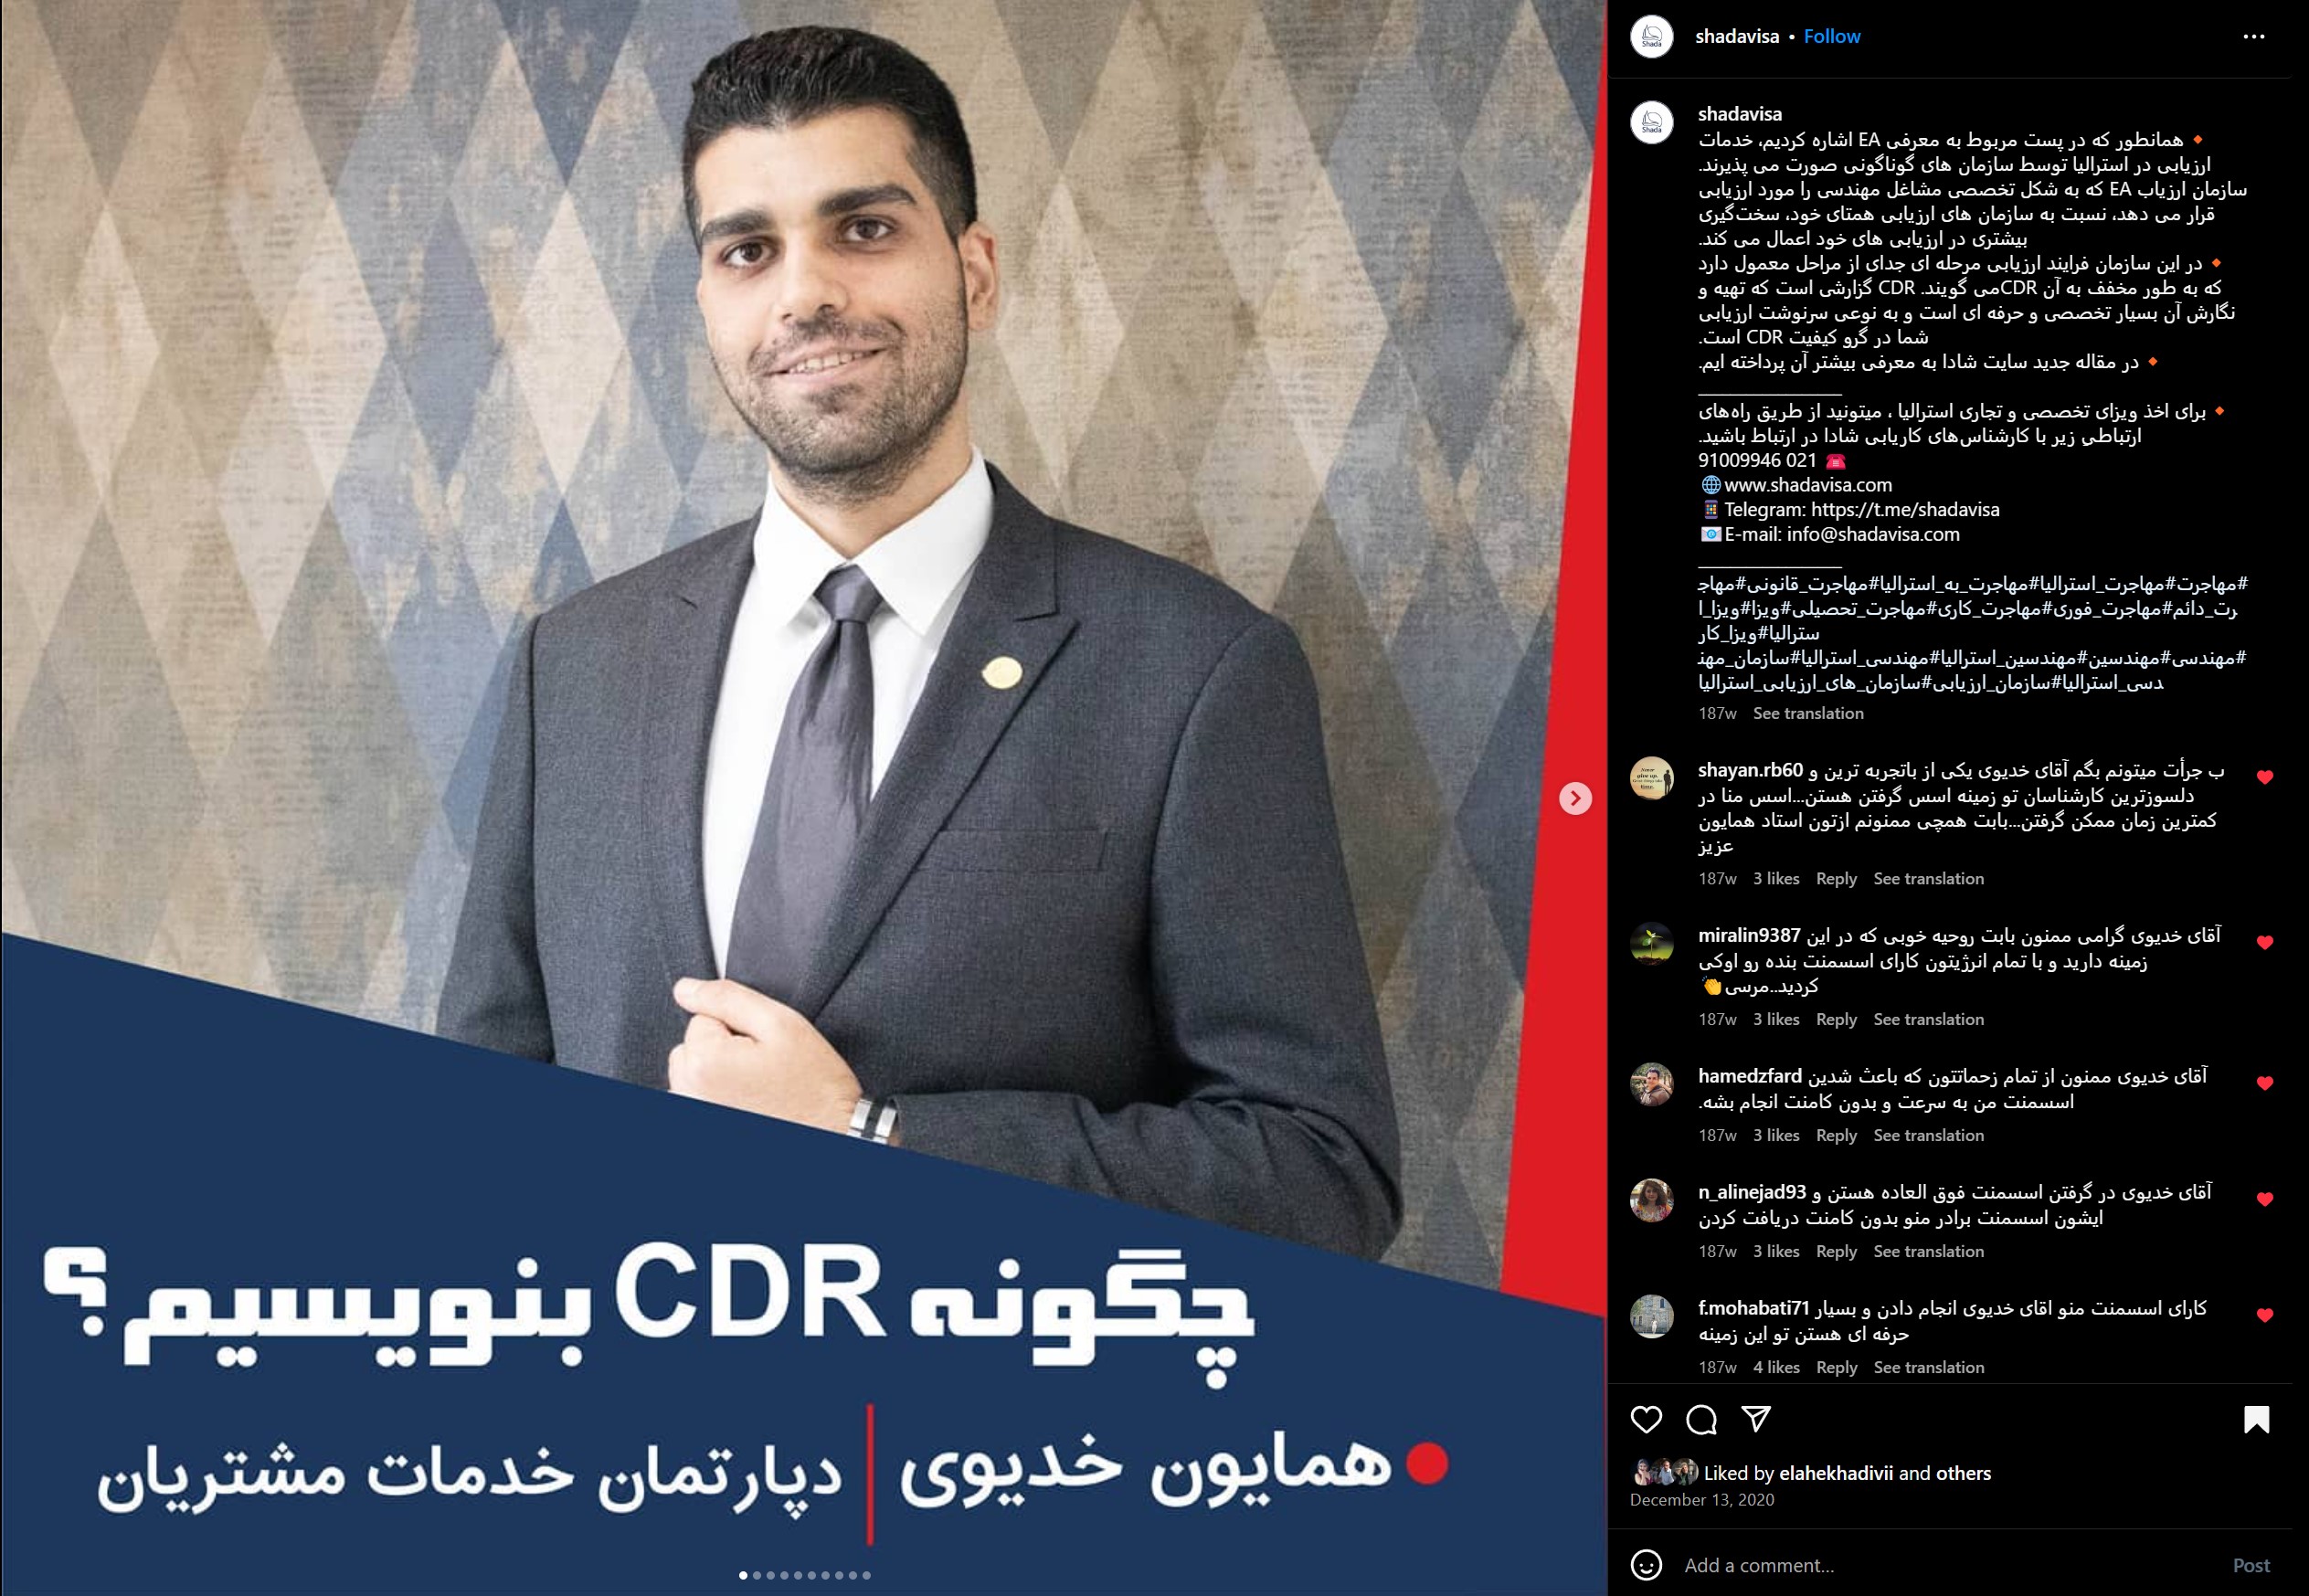 چگونه CDR بنویسیم؟
همایون خدیوی | دپارتمان خدمات مشتریان
Shada
shadavisa • Follow
Shada
shadavisa
🔸همانطور که در پست مربوط به معرفی EA اشاره کردیم، خدمات
ارزیابی در استرالیا توسط سازمان های گوناگونی صورت می پذیرند.
سازمان ارزیاب EA که به شکل تخصصی مشاغل مهندسی را مورد ارزیابی
قرار می دهد، نسبت به سازمان های ارزیابی همتای خود، سخت‌گیری
بیشتری در ارزیابی های خود اعمال می کند.
🔸در این سازمان فرایند ارزیابی مرحله ای جدای از مراحل معمول دارد
که به طور مخفف به آن CDRمی گویند. CDR گزارشی است که تهیه و
نگارش آن بسیار تخصصی و حرفه ای است و به نوعی سرنوشت ارزیابی
شما در گرو کیفیت CDR است.
🔸در مقاله جدید سایت شادا به معرفی بیشتر آن پرداخته ایم.
________________
🔸برای اخذ ویزای تخصصی و تجاری استرالیا ، میتونید از طریق راه‌های
ارتباطیِ زیر با کارشناس‌های کاریابی شادا در ارتباط باشید.
91009946 021 ☎️
🌐www.shadavisa.com
📱Telegram: https://t.me/shadavisa
📧E-mail: info@shadavisa.com
________________
#مهاجرت#مهاجرت_استرالیا#مهاجرت_به_استرالیا#مهاجرت_قانونی#مهاج
رت_دائم#مهاجرت_فوری#مهاجرت_کاری#مهاجرت_تحصیلی#ویزا#ویزا_ا
سترالیا#ویزا_کار
#مهندسی#مهندسین#مهندسین_استرالیا#مهندسی_استرالیا#سازمان_مهن
دسی_استرالیا#سازمان_ارزیابی#سازمان_های_ارزیابی_استرالیا
187w See translation
shayan.rb60 ب جرأت میتونم بگم آقای خدیوی یکی از باتجربه ترین و
دلسوزترین کارشناسان تو زمینه اسس گرفتن هستن...اسس منا در
کمترین زمان ممکن گرفتن...بابت همچی ممنونم ازتون استاد همایون
عزیز
187w 3 likes Reply See translation
miralin9387 آقای خدیوی گرامی ممنون بابت روحیه خوبی که در این
زمینه دارید و با تمام انرژیتون کارای اسسمنت بنده رو اوکی
کردید..مرسی👏
187w 3 likes Reply See translation
hamedzfard آقای خدیوی ممنون از تمام زحماتتون که باعث شدین
اسسمنت من به سرعت و بدون کامنت انجام بشه.
187w 3 likes Reply See translation
n_alinejad93 آقای خدیوی در گرفتن اسسمنت فوق العاده هستن و
ایشون اسسمنت برادر منو بدون کامنت دریافت کردن
187w 3 likes Reply See translation
f.mohabati71 کارای اسسمنت منو اقای خدیوی انجام دادن و بسیار
حرفه ای هستن تو این زمینه
187w 4 likes Reply See translation
Liked by elahekhadivii and others
December 13, 2020
Add a comment...
Post